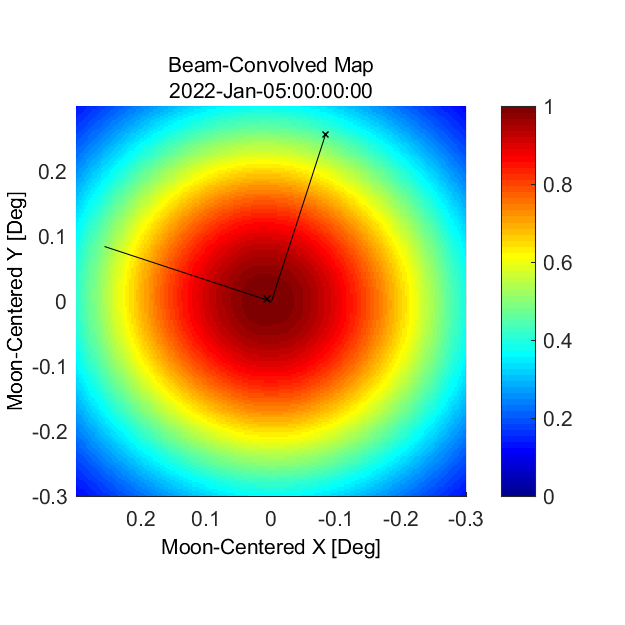 Beam-Convolved Map
2022-Jan-05:00:00:00:00
Moon-Centered Y [Deg]
0.2
0.1
0
-0.1
-0.2
-0.3
0.2 0.1 0 -0.1 -0.2 -0.3
Moon-Centered X [Deg]
1
0.8
0.6
0.4
0.2
0